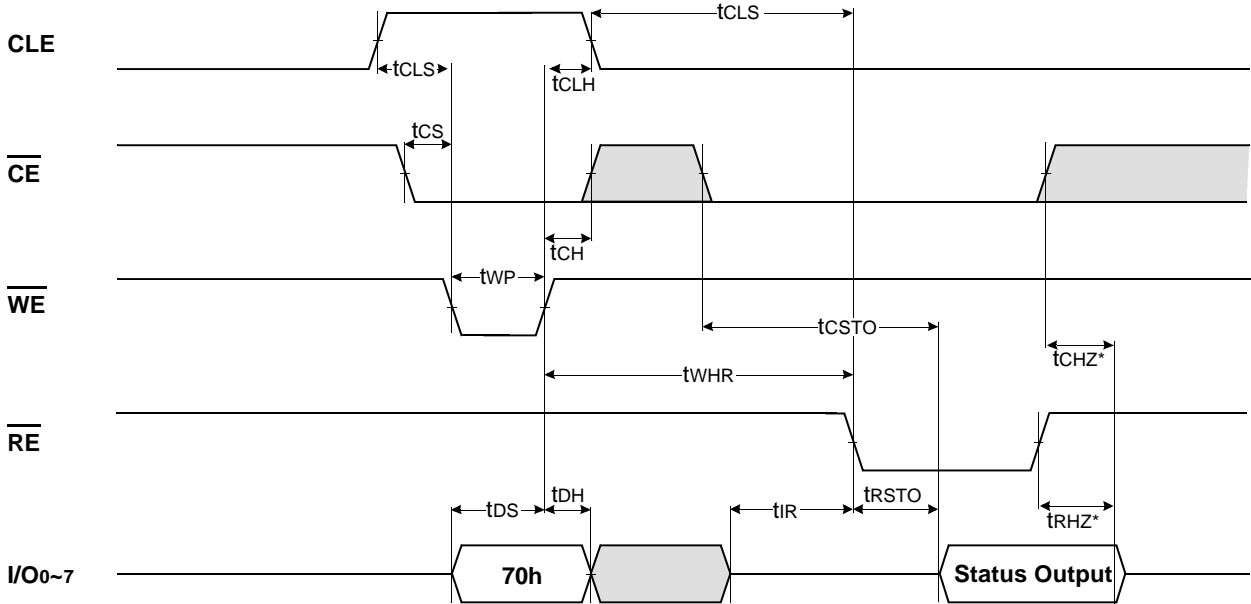 tCLS
CLE
tCLS
tCLH
tCS
CE
tCH
tWP
WE
tCSTO
tCHZ*
tWHR
RE
tDH
tDS
tIR
tRSTO
tRHZ*
I/O0~7
70h
Status Output